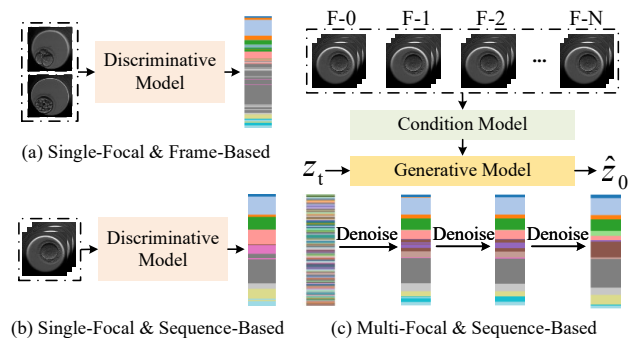 Discriminative
Model
(a) Single-Focal & Frame-Based
Discriminative
Model
(b) Single-Focal & Sequence-Based
F-0 F-1 F-2 ... F-N
Condition Model
z_t Generative Model ẑ_0
Denoise Denoise Denoise
(c) Multi-Focal & Sequence-Based